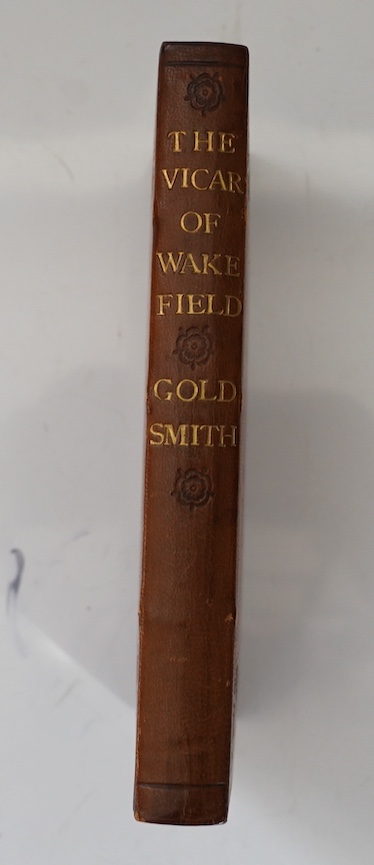 THE
VICAR
OF
WAKE
FIELD
GOLD
SMITH